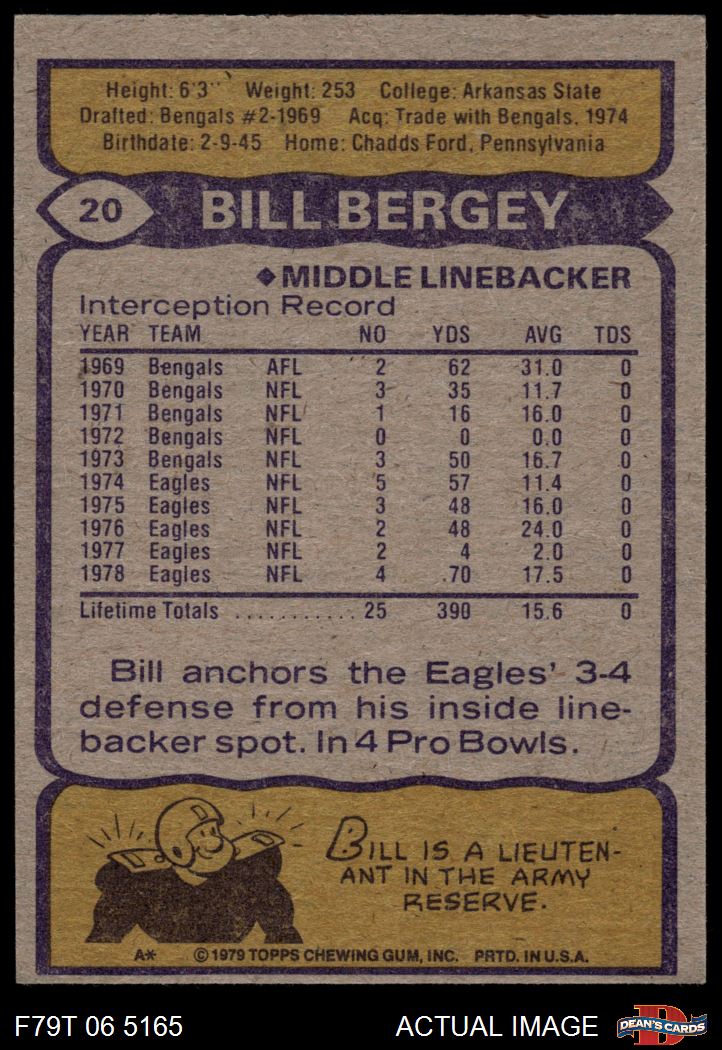 Height: 6'3" Weight: 253 College: Arkansas State
Drafted: Bengals #2-1969 Acq: Trade with Bengals, 1974
Birthdate: 2-9-45 Home: Chadds Ford, Pennsylvania
20 BILL BERGEY
◆MIDDLE LINEBACKER
Interception Record
YEAR TEAM NO YDS AVG TDS
1969 Bengals AFL 2 62 31.0 0
1970 Bengals NFL 3 35 11.7 0
1971 Bengals NFL 1 16 16.0 0
1972 Bengals NFL 0 0 0.0 0
1973 Bengals NFL 3 50 16.7 0
1974 Eagles NFL 5 57 11.4 0
1975 Eagles NFL 3 48 16.0 0
1976 Eagles NFL 2 48 24.0 0
1977 Eagles NFL 2 4 2.0 0
1978 Eagles NFL 4 70 17.5 0
Lifetime Totals ........... 25 390 15.6 0
Bill anchors the Eagles' 3-4
defense from his inside line-
backer spot. In 4 Pro Bowls.
BILL IS A LIEUTEN-
ANT IN THE ARMY
RESERVE.
A* © 1979 TOPPS CHEWING GUM, INC. PRTD. IN U.S.A.
F79T 06 5165 ACTUAL IMAGE D DEAN'S CARDS